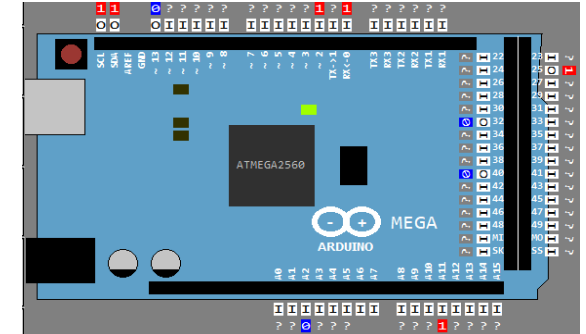 1 1 0 ? ? ? ? ? ? ? ? ? ? 1 ? 1 ? ? ? ? ? ?
O O O I I I I I I I I I I I I I I I I I I I
SCL
SDA
AREF
GND
~ 13
~ 12
~ 11
~ 10
~ 9
~ 8
~ 7
~ 6
~ 5
~ 4
~ 3
~ 2
TX->1
RX<-0
TX3
RX3
TX2
RX2
TX1
RX1
? I 22 23 I ?
? I 24 25 O 1
? I 26 27 I ?
? I 28 29 I ?
? I 30 31 I ?
0 O 32 33 I ?
? I 34 35 I ?
? I 36 37 I ?
? I 38 39 I ?
0 O 40 41 I ?
? I 42 43 I ?
? I 44 45 I ?
? I 46 47 I ?
? I 48 49 I ?
? I MI MO I ?
? I SK SS I ?
ATMEGA2560
- + MEGA
ARDUINO
A0
A1
A2
A3
A4
A5
A6
A7
A8
A9
A10
A11
A12
A13
A14
A15
I I I I I I I I I I I I I I I I
? ? 0 ? ? ? ? ? ? 1 ? ?